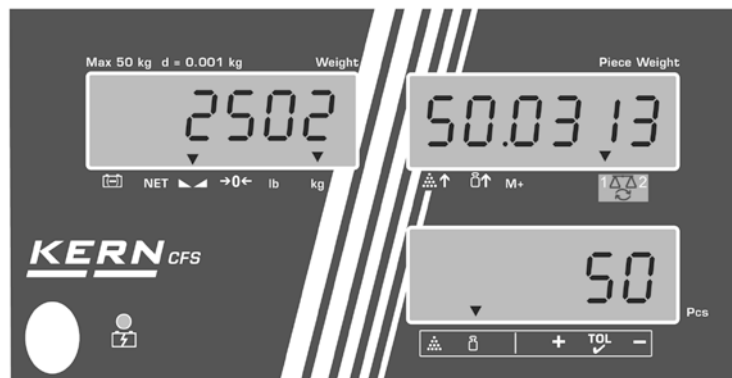 Max 50 kg d = 0.001 kg Weight
Piece Weight
2502
50.0313
NET →0← lb kg
M+
1 2
KERN CFS
50
Pcs
+ TOL −